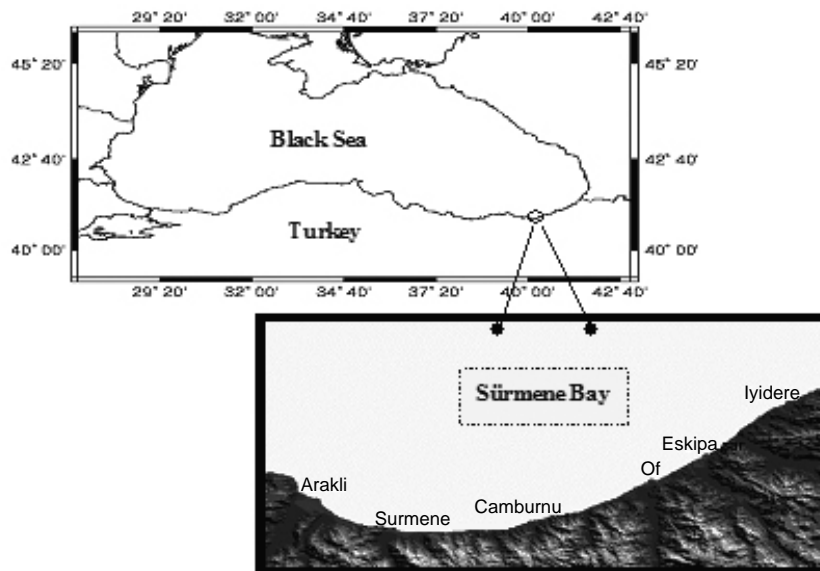 29° 20' 32° 00' 34° 40' 37° 20' 40° 00' 42° 40'
45° 20' 45° 20'
Black Sea
42° 40' 42° 40'
Turkey
40° 00' 40° 00'
29° 20' 32° 00' 34° 40' 37° 20' 40° 00' 42° 40'
Sürmene Bay
Iyidere
Of
Arakli
Camburnu
Surmene